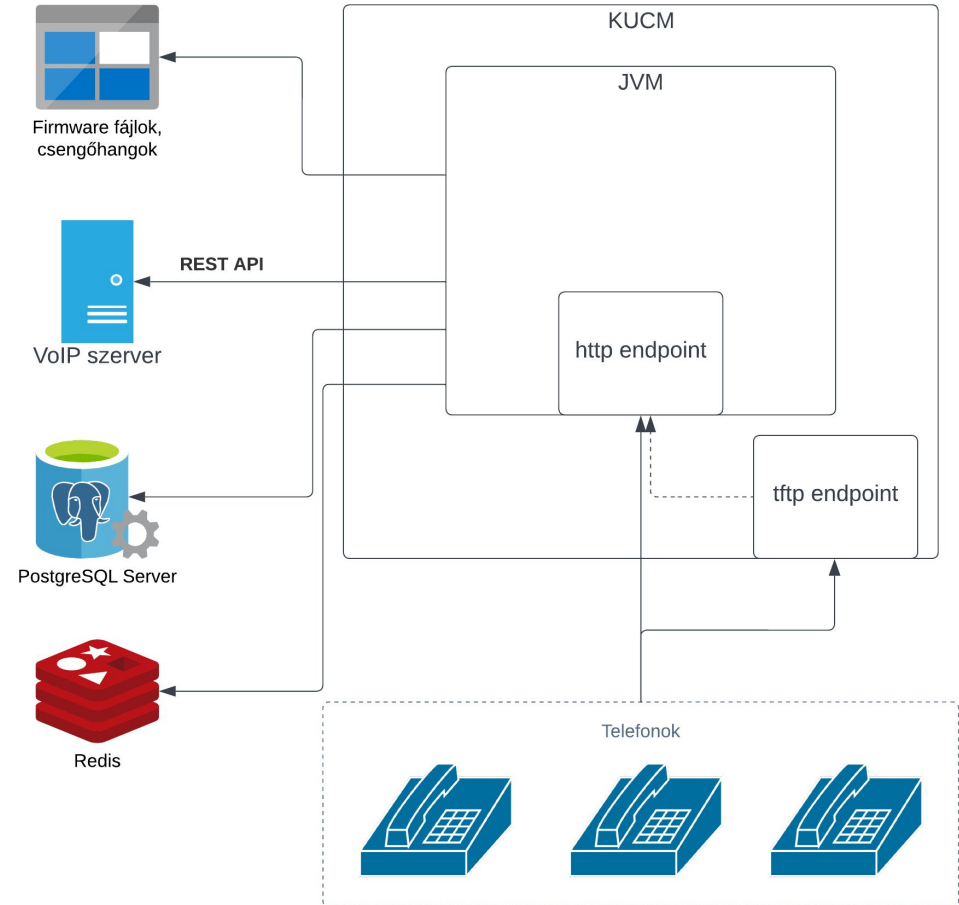 KUCM
JVM
Firmware fájlok,
csengőhangok
REST API
VoIP szerver
http endpoint
tftp endpoint
PostgreSQL Server
Telefonok
Redis